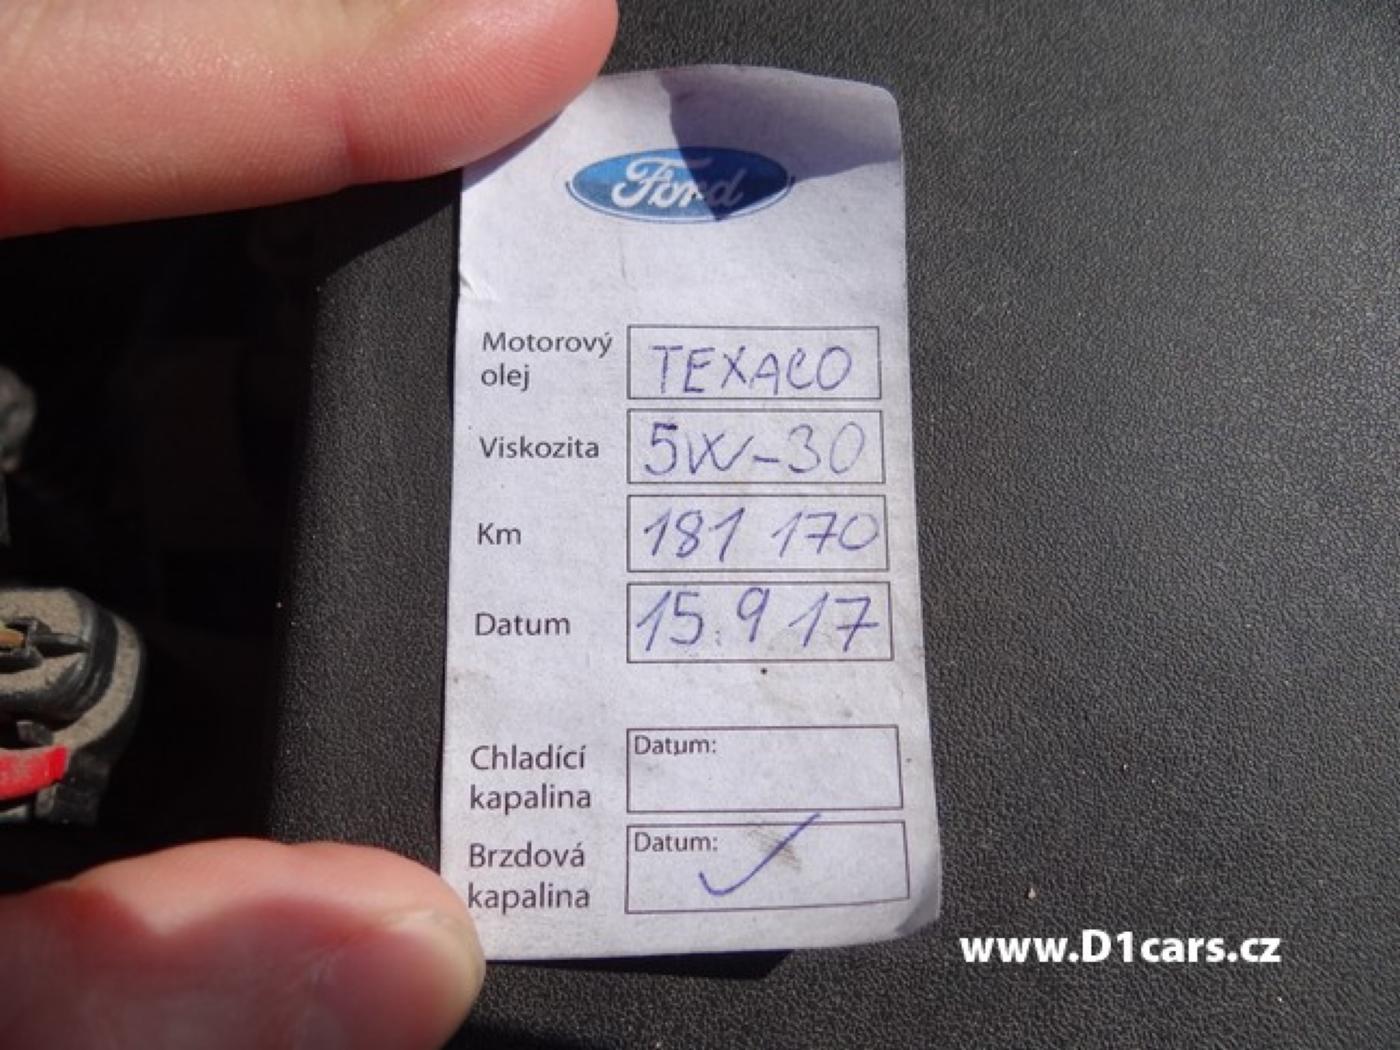 Ford
Motorový
olej
TEXACO
Viskozita
5W-30
Km
181 170
Datum
15.9 17
Chladící
kapalina
Datum:
Brzdová
kapalina
Datum:
www.D1cars.cz